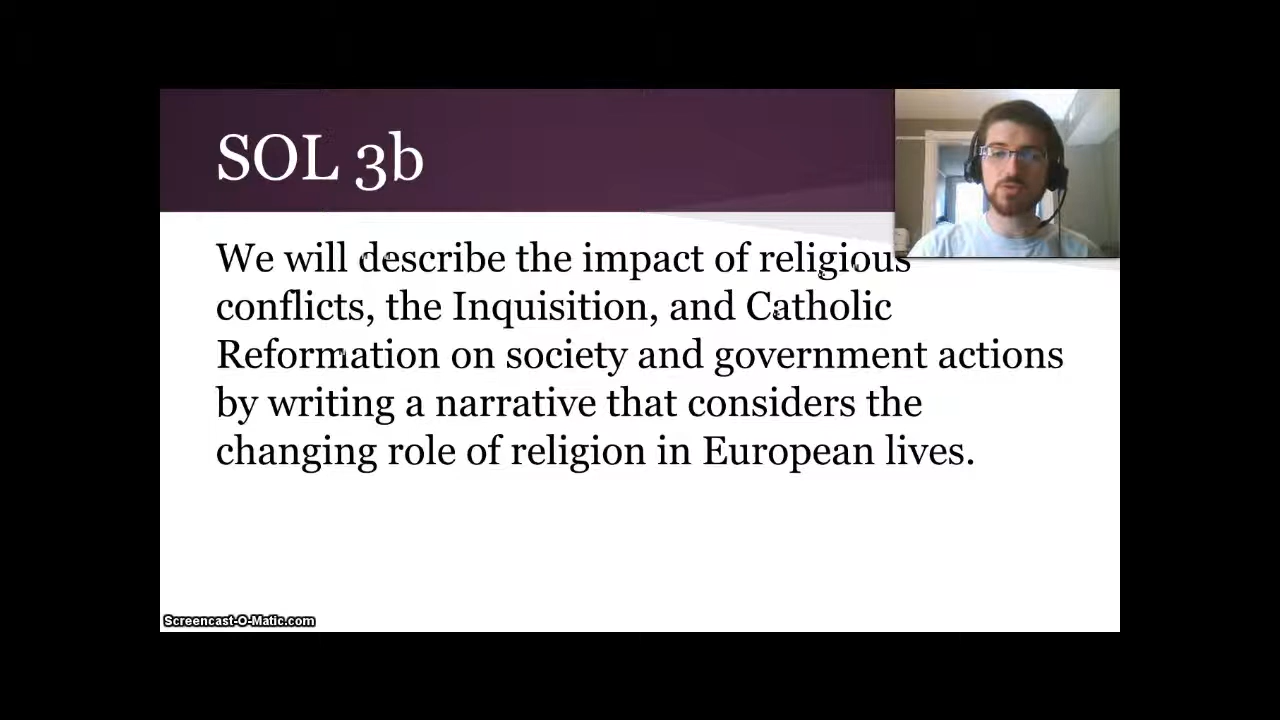 SOL 3b
We will describe the impact of religious
conflicts, the Inquisition, and Catholic
Reformation on society and government actions
by writing a narrative that considers the
changing role of religion in European lives.
Screencast-O-Matic.com